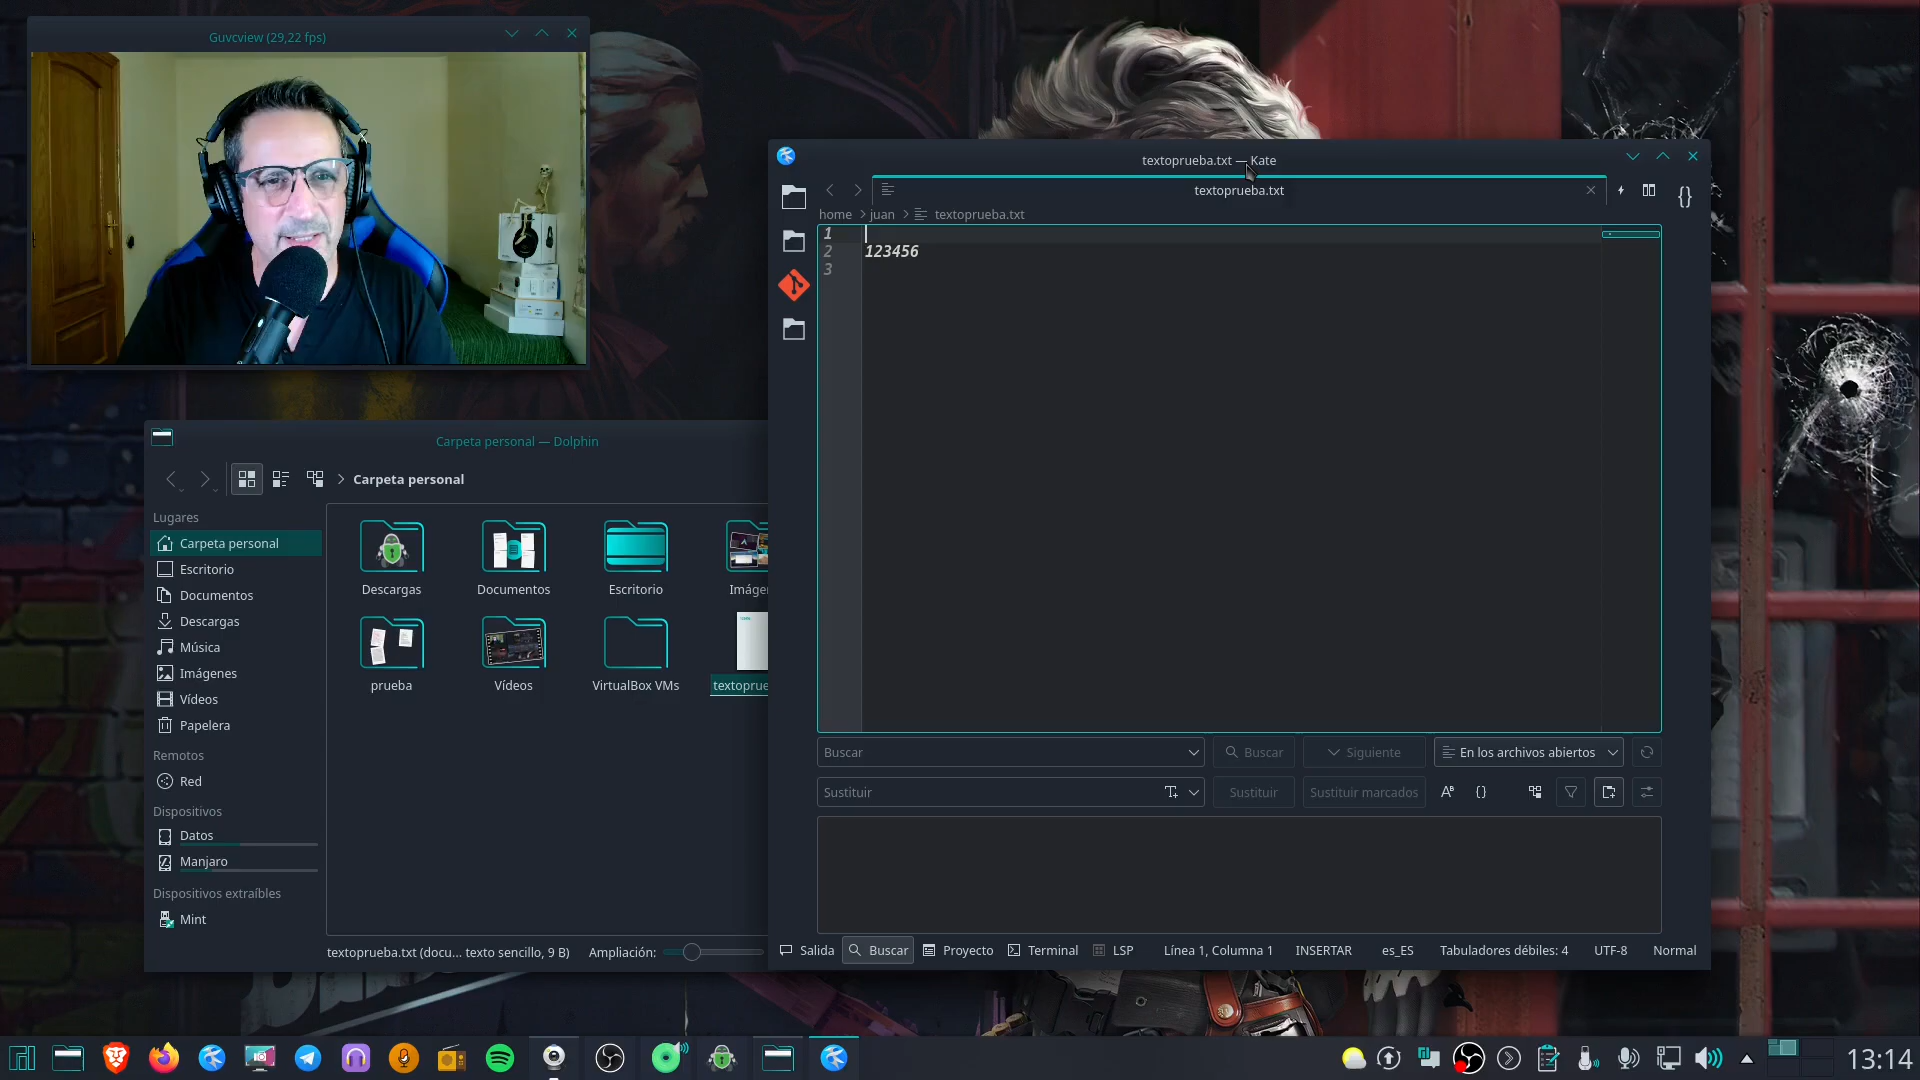 Guvcview (29,22 fps)
textoprueba.txt — Kate
textoprueba.txt
home
juan
textoprueba.txt
1
2 123456
3
Carpeta personal — Dolphin
Carpeta personal
Lugares
Carpeta personal
Escritorio
Documentos
Descargas
Música
Imágenes
Vídeos
Papelera
Remotos
Red
Dispositivos
Datos
Manjaro
Dispositivos extraíbles
Mint
Descargas
Documentos
Escritorio
Imáge
prueba
Vídeos
VirtualBox VMs
textoprue
textoprueba.txt (docu... texto sencillo, 9 B)
Ampliación:
Buscar
Buscar
Siguiente
En los archivos abiertos
Sustituir
Sustituir
Sustituir marcados
Salida
Buscar
Proyecto
Terminal
LSP
Línea 1, Columna 1
INSERTAR
es_ES
Tabuladores débiles: 4
UTF-8
Normal
13:14